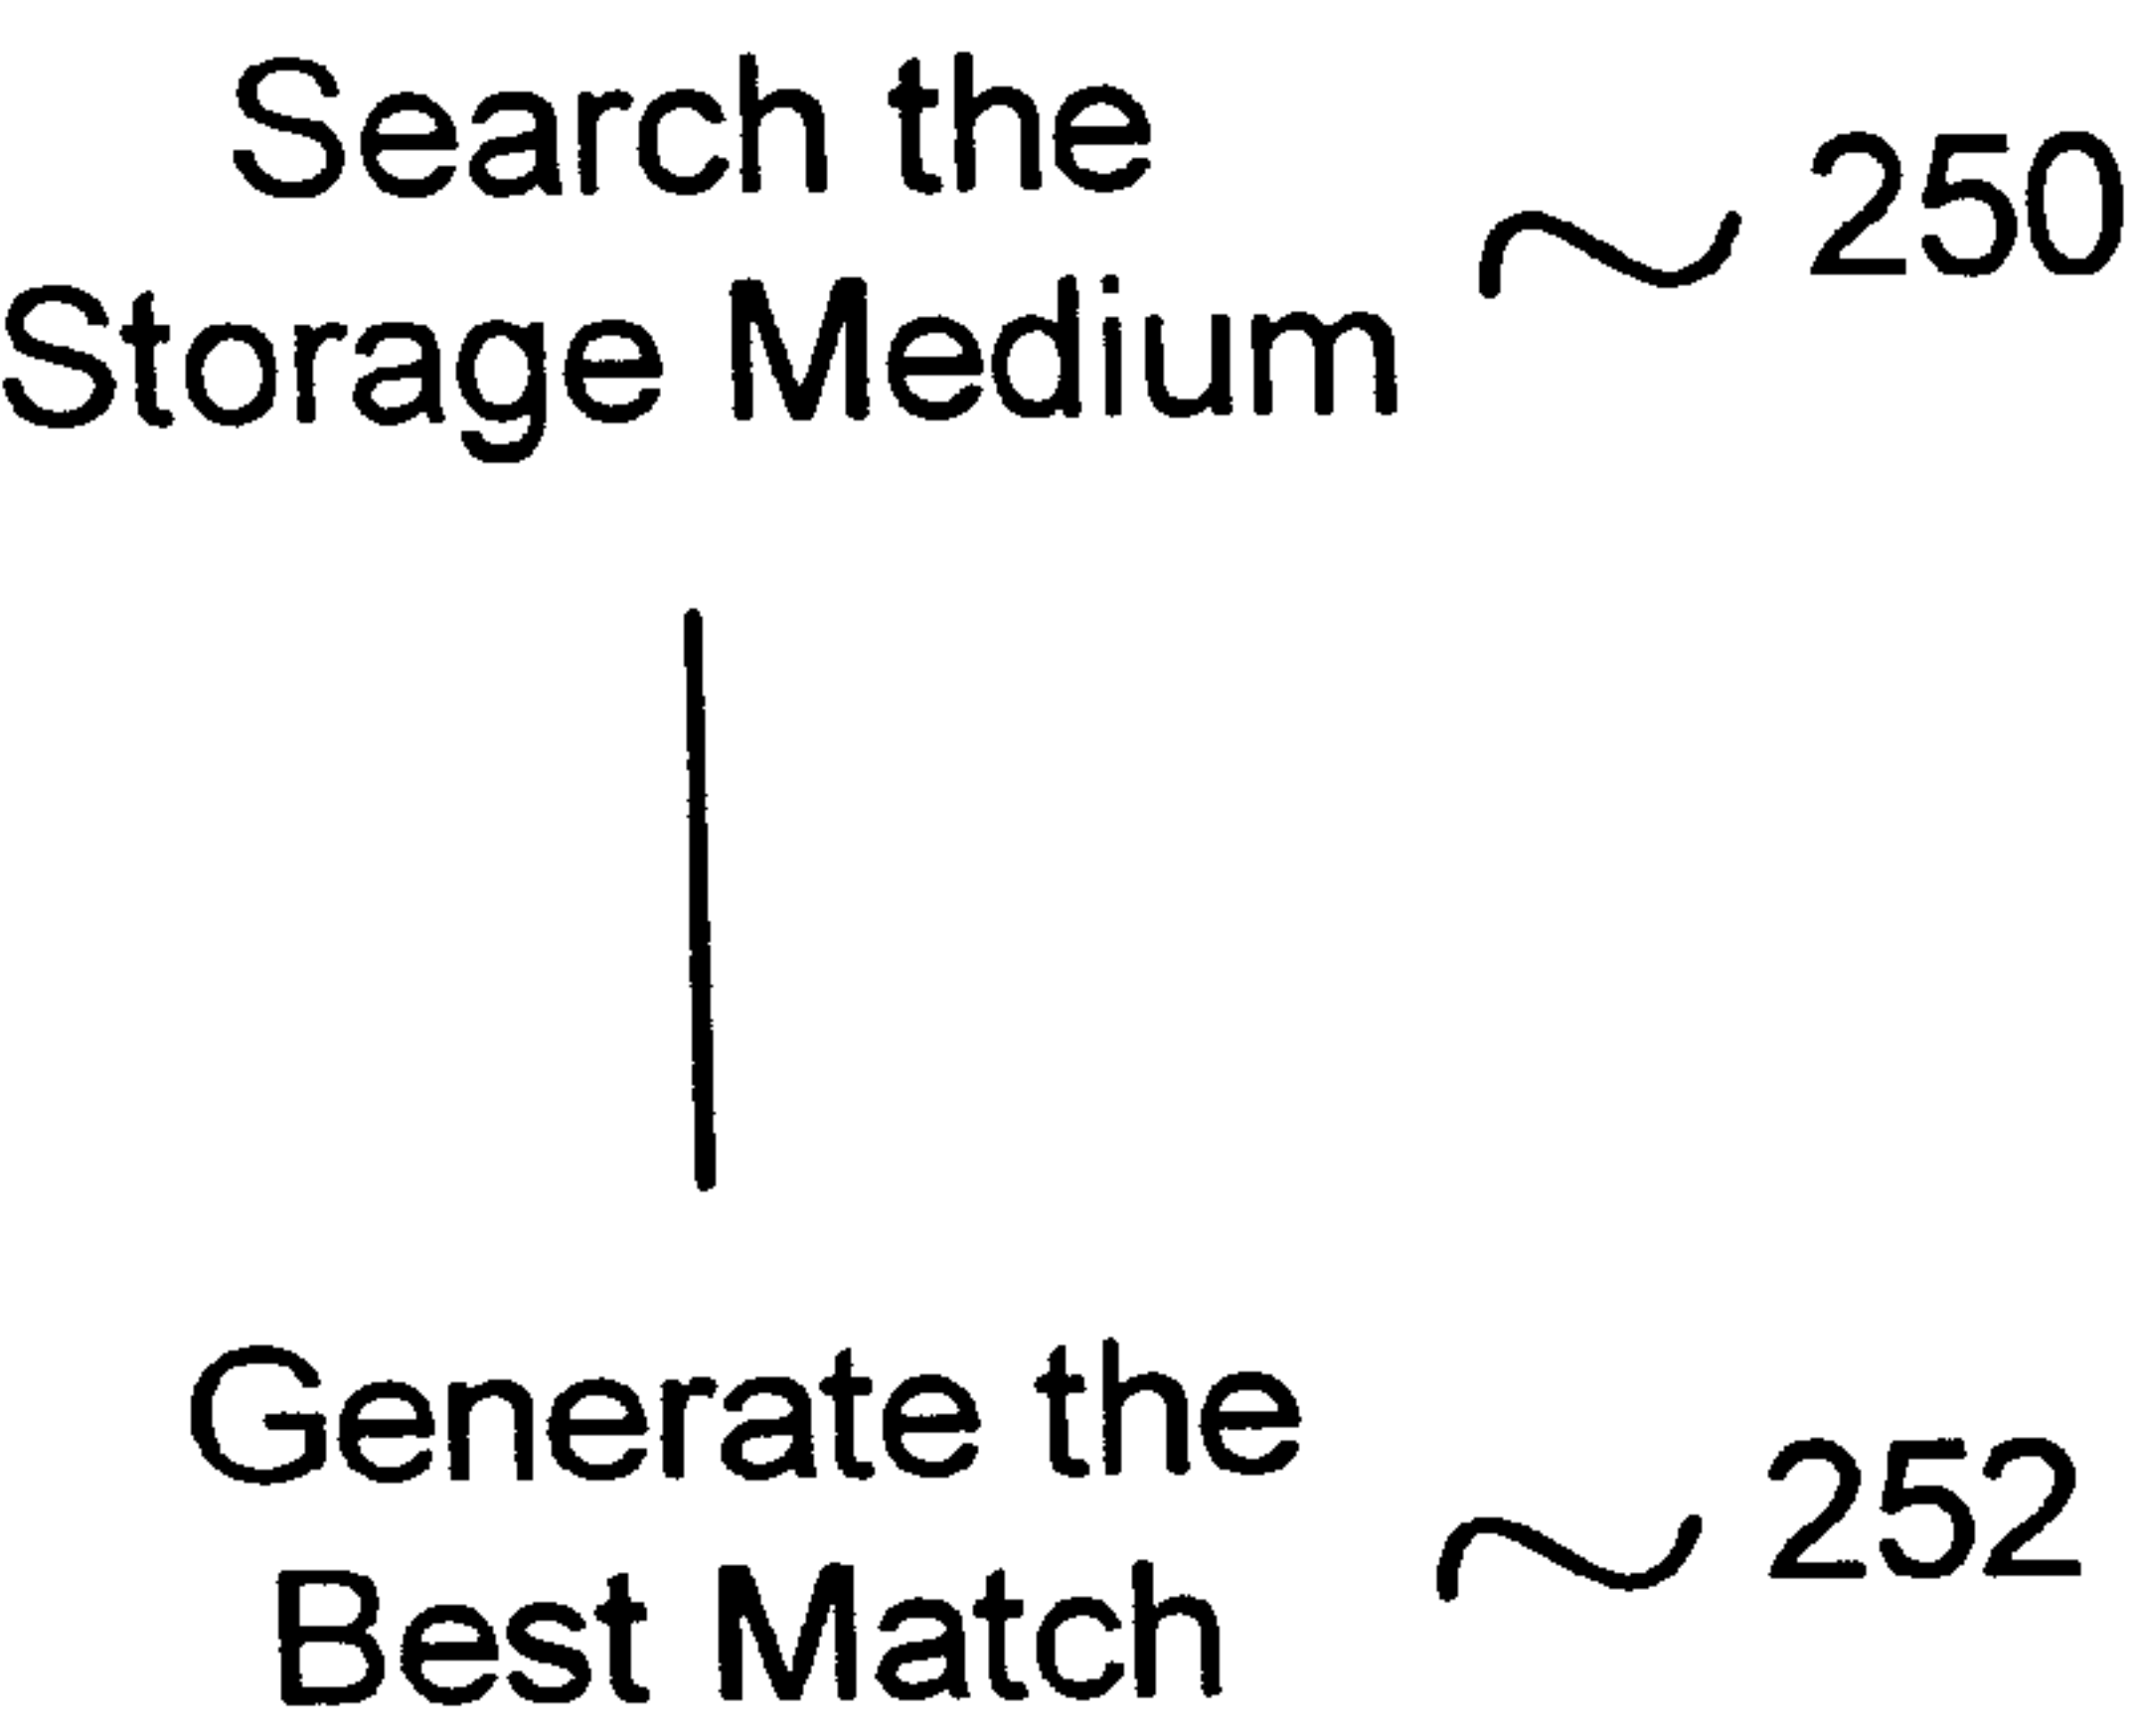 Search the
Storage Medium
250
Generate the
Best Match
252